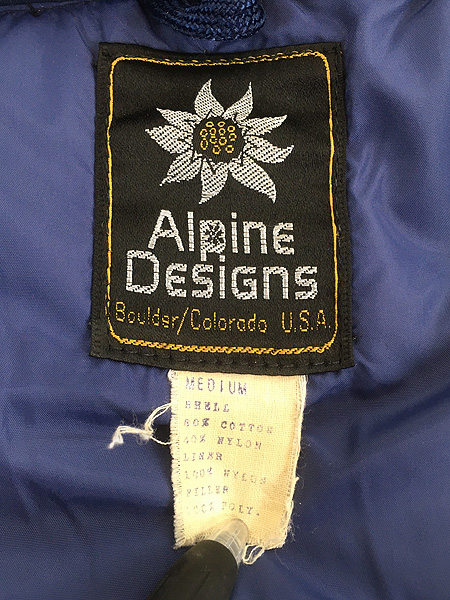 Alpine
Designs
Boulder/Colorado U.S.A.
MEDIUM
SHELL
60% COTTON
40% NYLON
LINER
100% NYLON
FILLER
100% POLY.